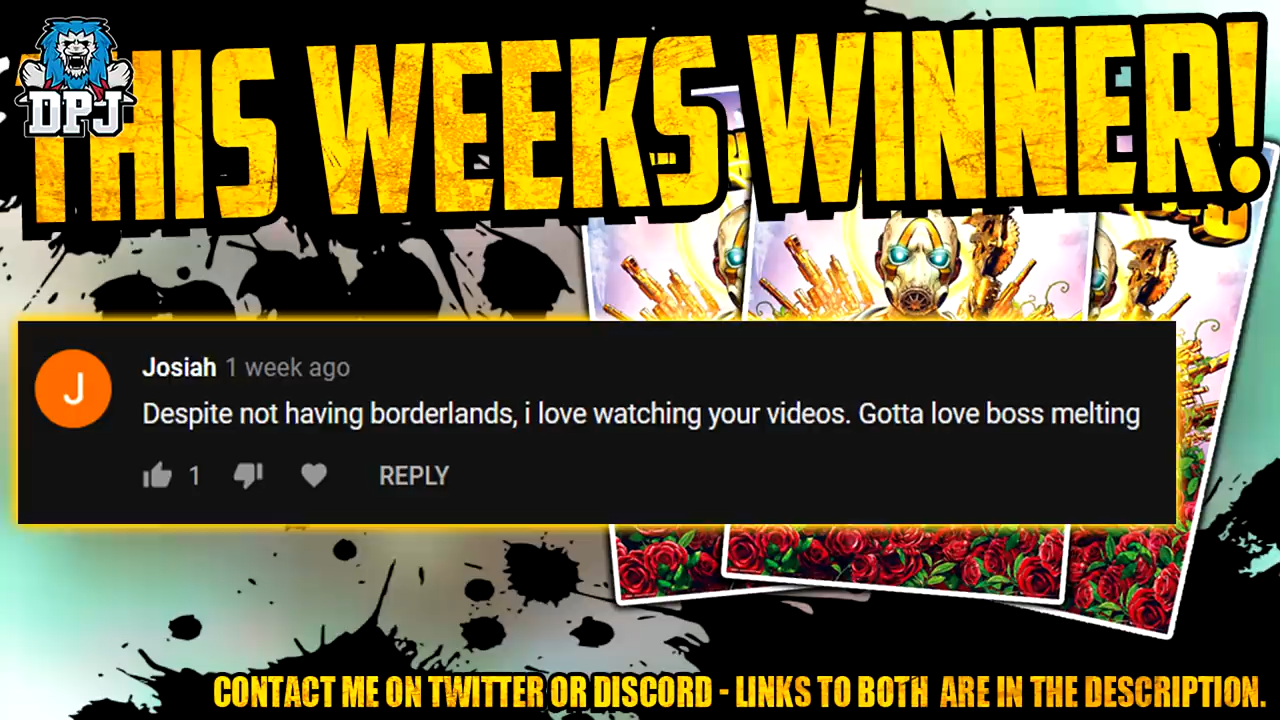 THIS WEEKS WINNER!
DPJ
J
Josiah 1 week ago
Despite not having borderlands, i love watching your videos. Gotta love boss melting
1 REPLY
CONTACT ME ON TWITTER OR DISCORD - LINKS TO BOTH ARE IN THE DESCRIPTION.